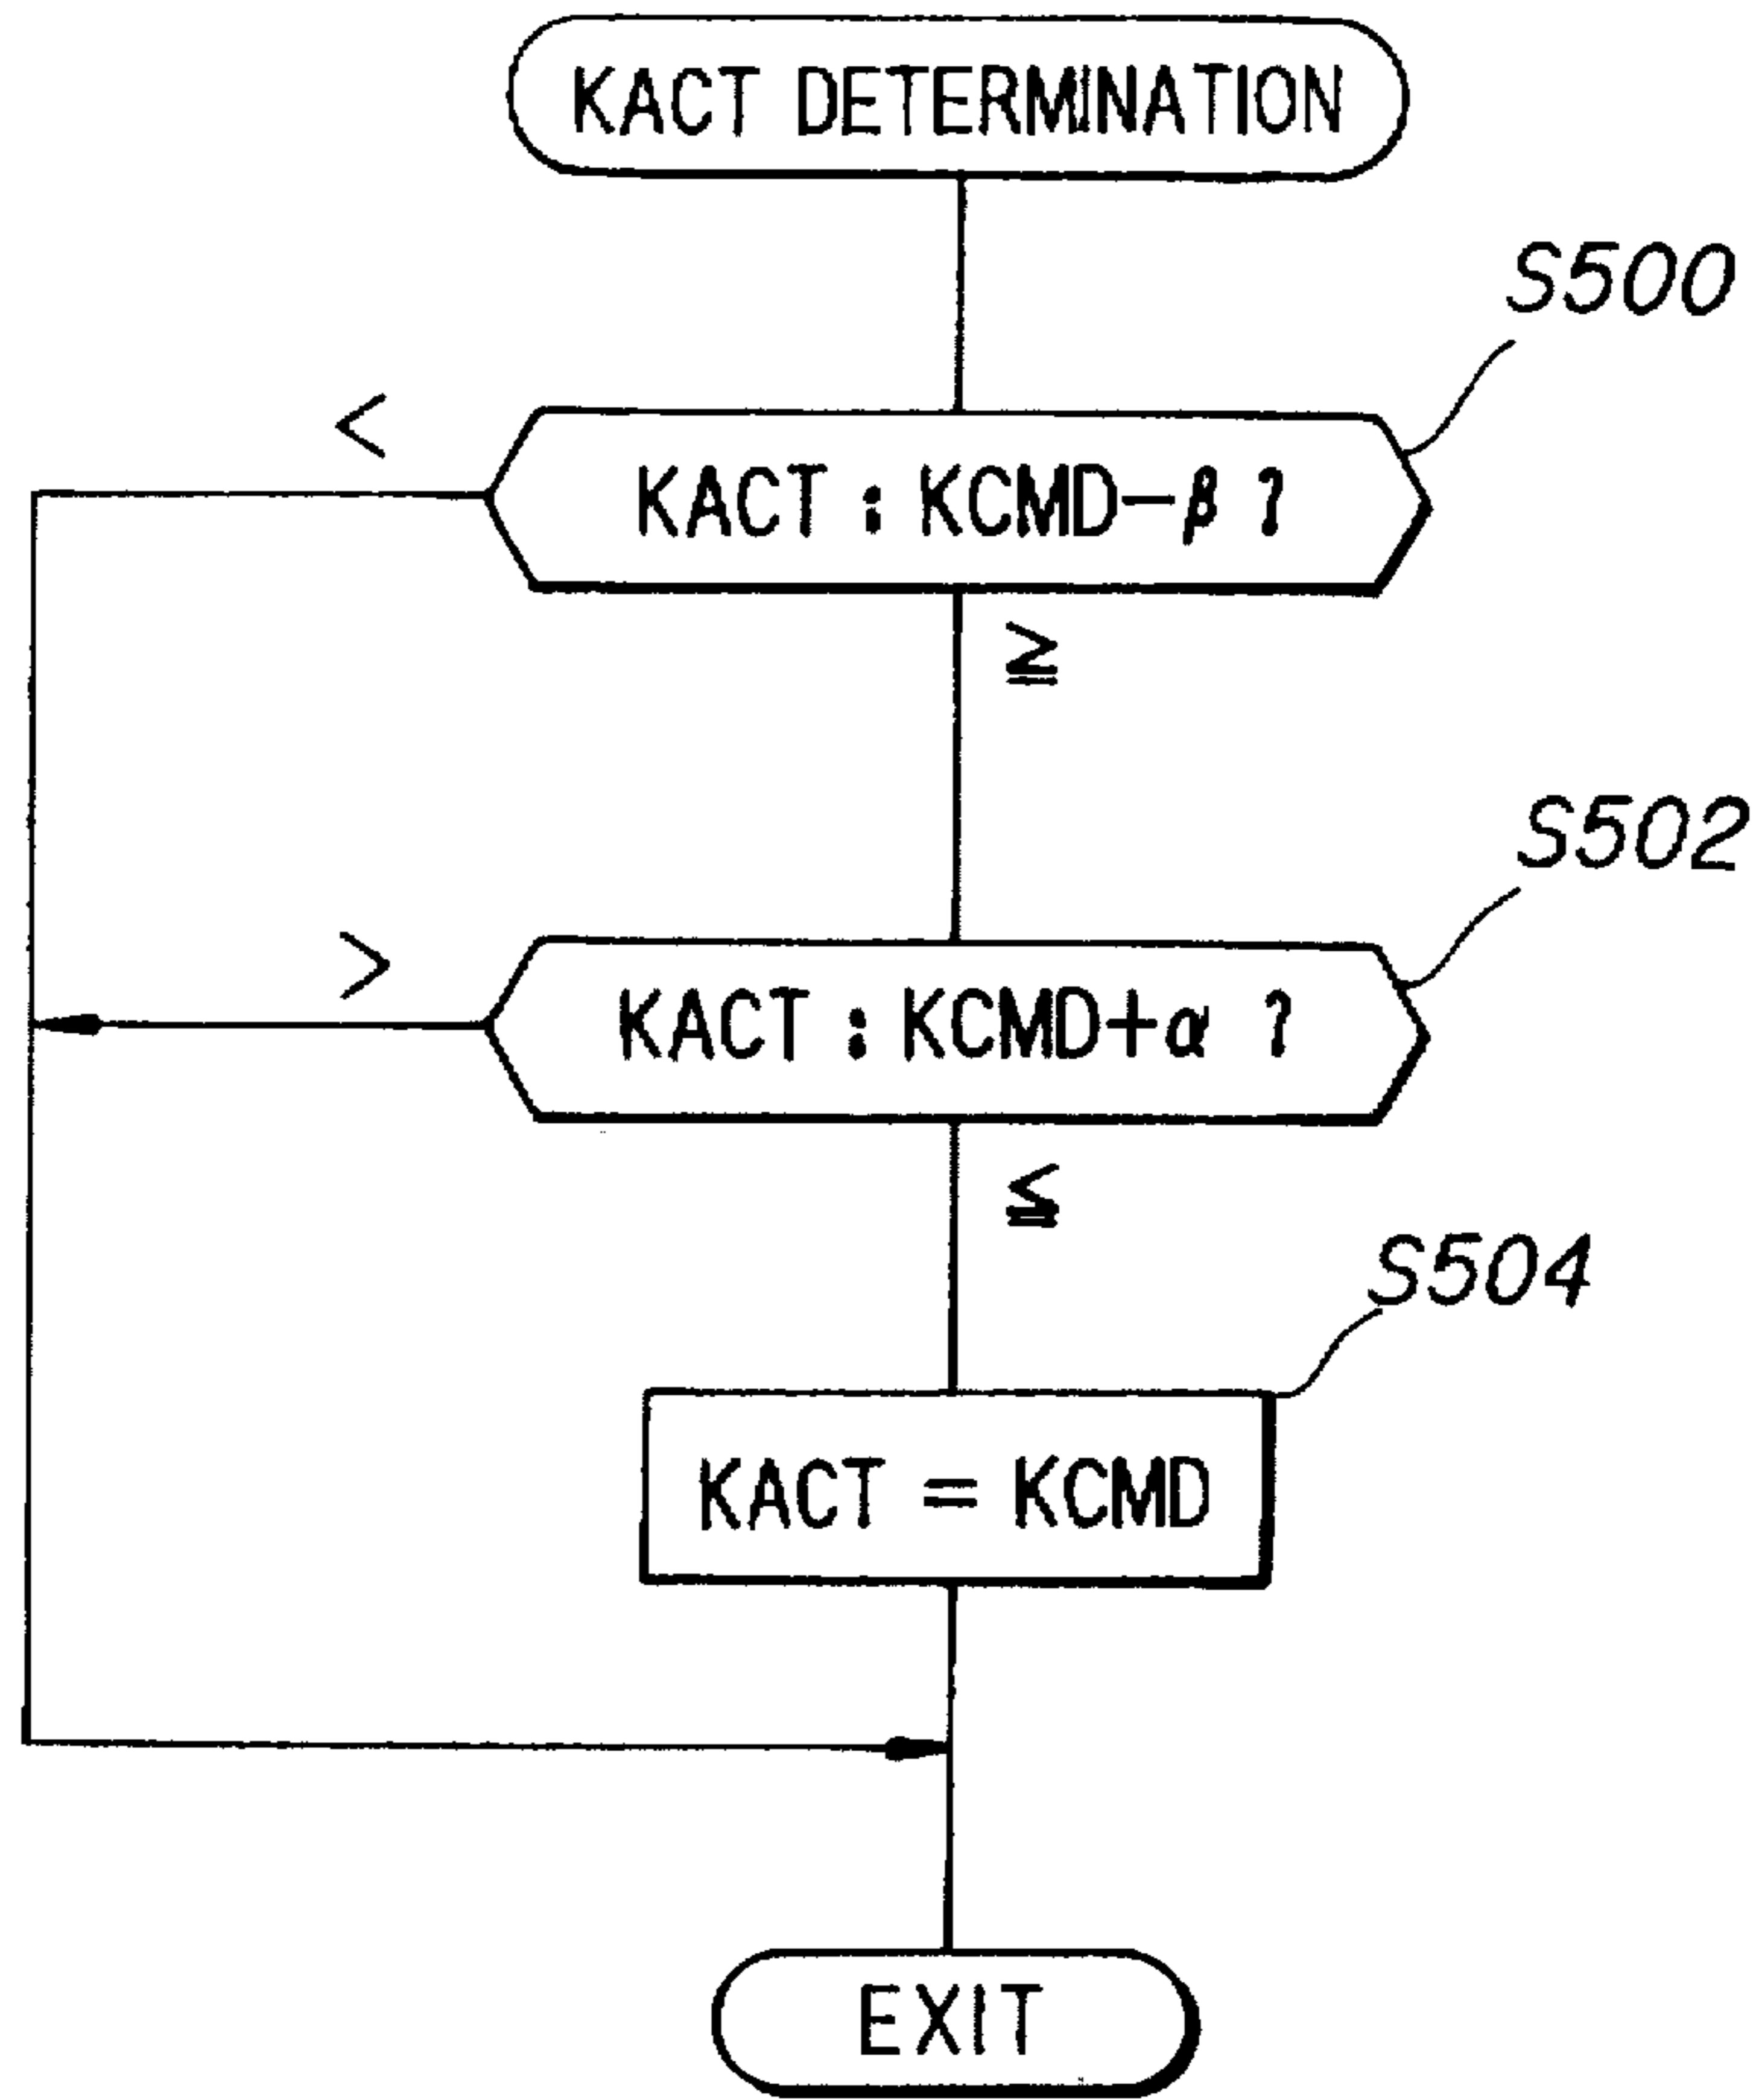 KACT DETERMINATION
S500
<
KACT : KCMD-β ?
≧
S502
>
KACT : KCMD+α ?
≦
S504
KACT = KCMD
EXIT